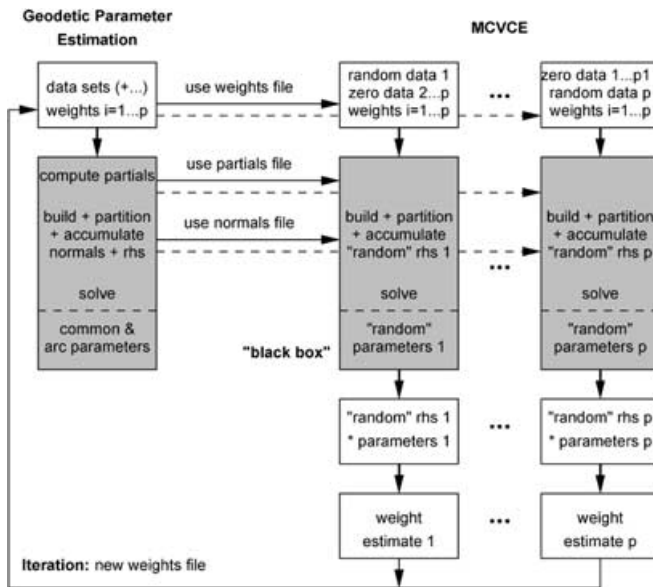 Geodetic Parameter
Estimation
MCVCE
data sets (+...)
weights i=1...p
use weights file
random data 1
zero data 2...p
weights i=1...p
...
zero data 1...p1
random data p
weights i=1...p
compute partials
build + partition
+ accumulate
normals + rhs
solve
common &
arc parameters
use partials file
use normals file
"black box"
build + partition
+ accumulate
"random" rhs 1
solve
"random"
parameters 1
...
build + partition
+ accumulate
"random" rhs p
solve
"random"
parameters p
"random" rhs 1
* parameters 1
...
"random" rhs p
* parameters p
weight
estimate 1
...
weight
estimate p
Iteration: new weights file